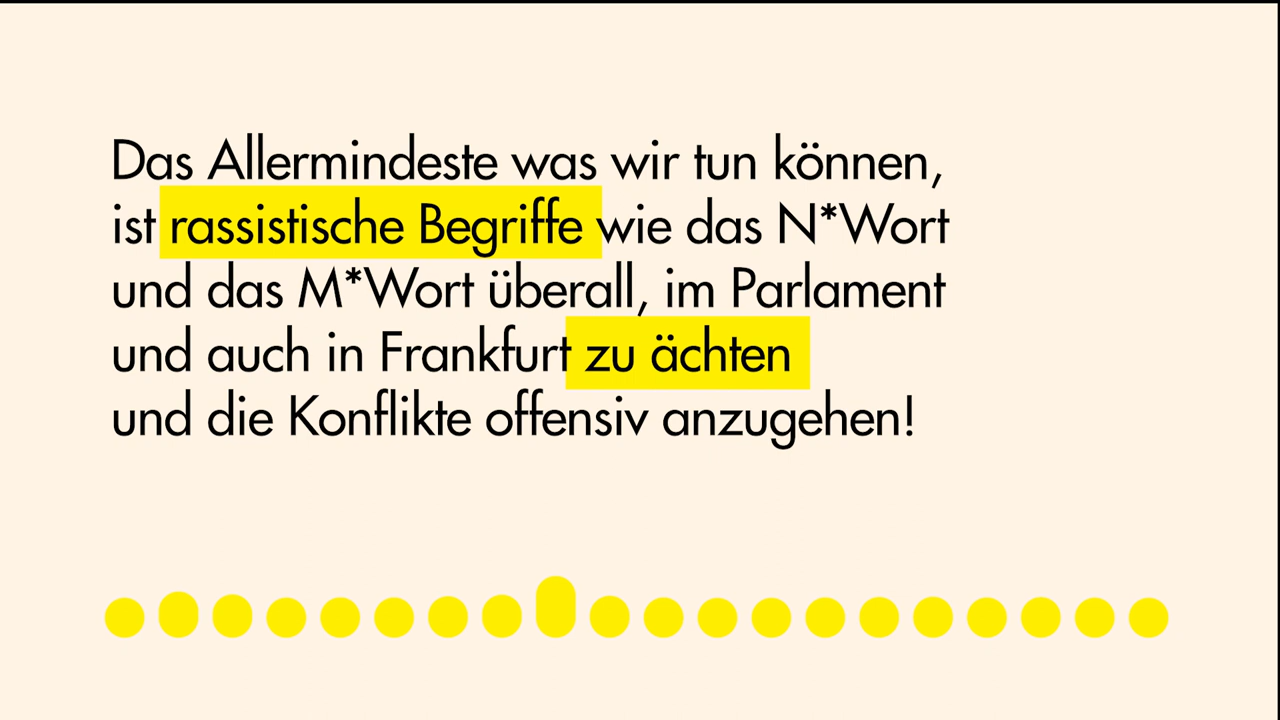 Das Allermindeste was wir tun können,
ist rassistische Begriffe wie das N*Wort
und das M*Wort überall, im Parlament
und auch in Frankfurt zu ächten
und die Konflikte offensiv anzugehen!